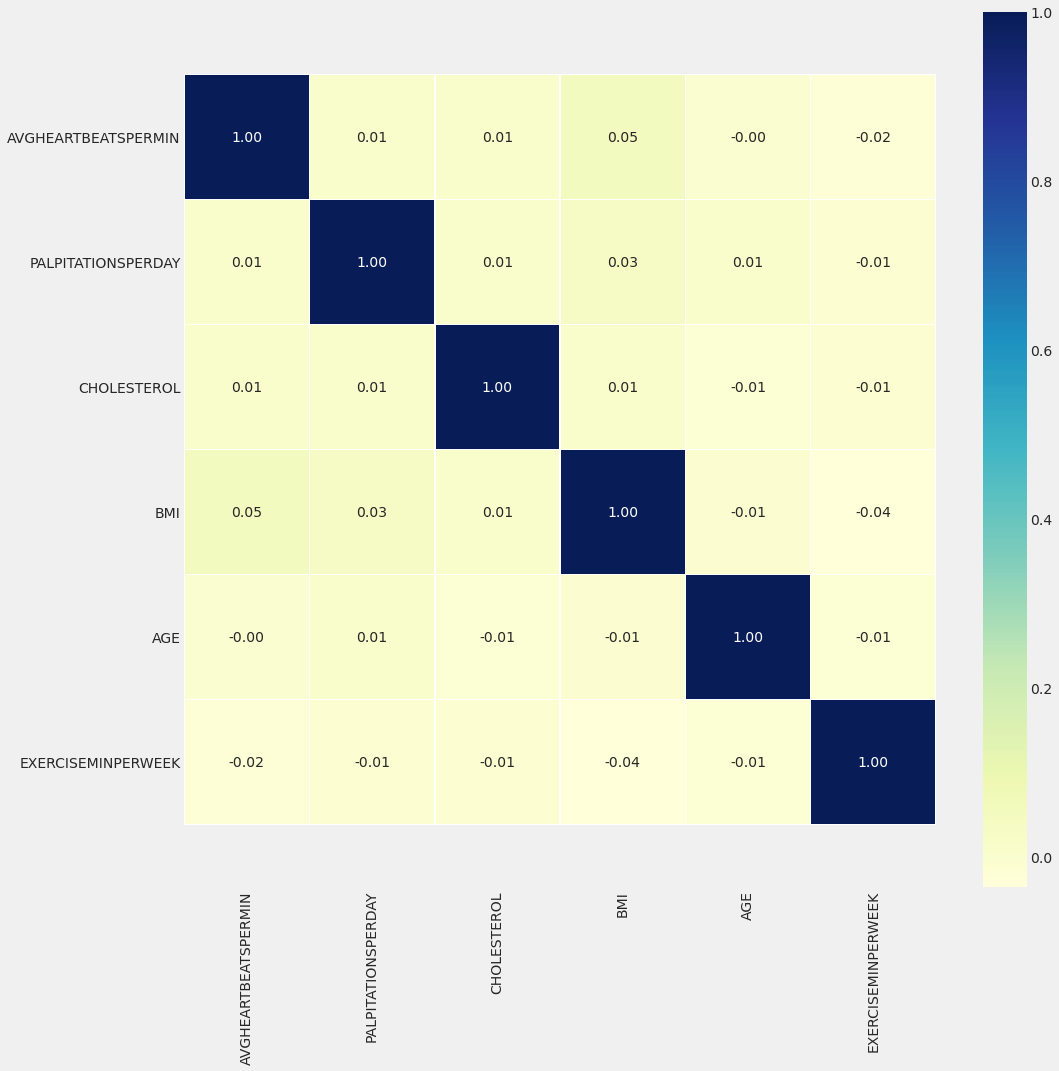 1.0
AVGHEARTBEATSPERMIN 1.00 0.01 0.01 0.05 -0.00 -0.02
0.8
PALPITATIONSPERDAY 0.01 1.00 0.01 0.03 0.01 -0.01
0.6
CHOLESTEROL 0.01 0.01 1.00 0.01 -0.01 -0.01
BMI 0.05 0.03 0.01 1.00 -0.01 -0.04
0.4
AGE -0.00 0.01 -0.01 -0.01 1.00 -0.01
0.2
EXERCISEMINPERWEEK -0.02 -0.01 -0.01 -0.04 -0.01 1.00
0.0
AVGHEARTBEATSPERMIN
PALPITATIONSPERDAY
CHOLESTEROL
BMI
AGE
EXERCISEMINPERWEEK